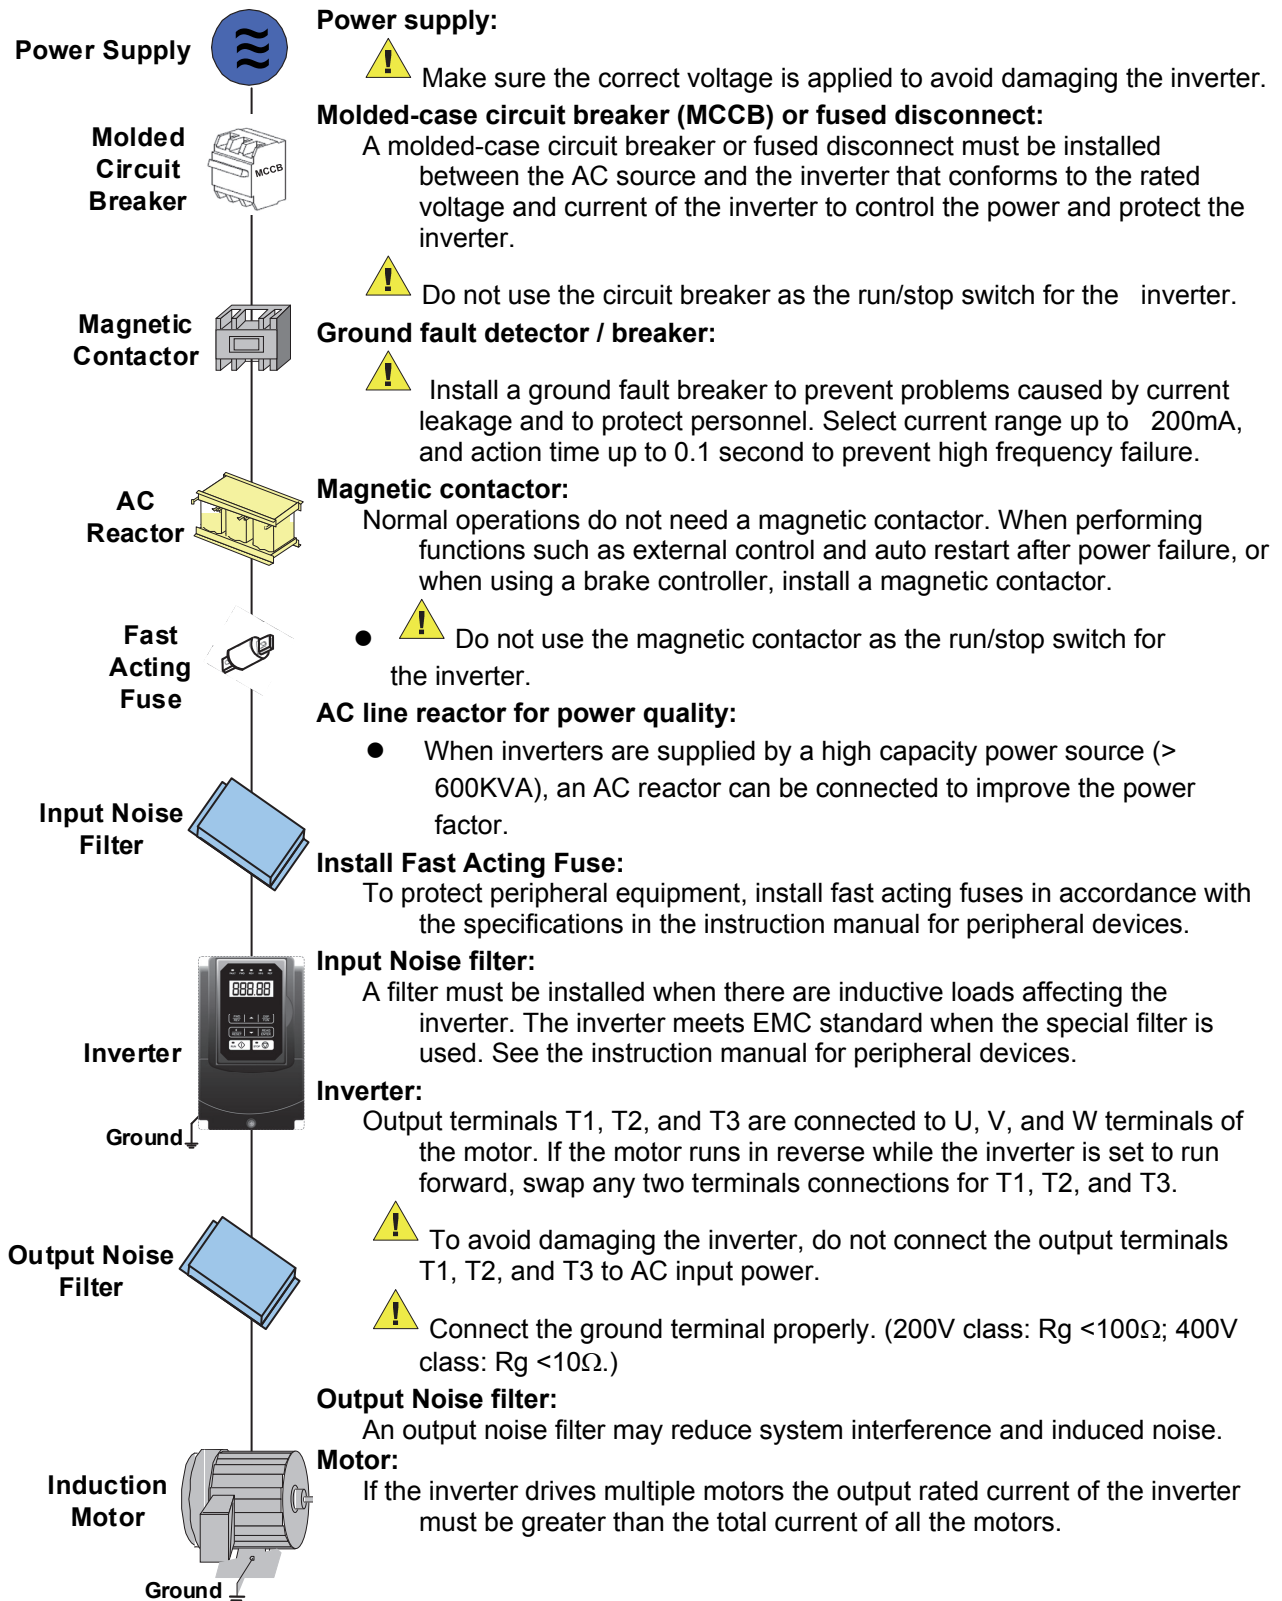 Power Supply
Molded
Circuit
Breaker
MCCB
Magnetic
Contactor
AC
Reactor
Fast
Acting
Fuse
Input Noise
Filter
Inverter
Ground
Output Noise
Filter
Induction
Motor
Ground
Power supply:
Make sure the correct voltage is applied to avoid damaging the inverter.
Molded-case circuit breaker (MCCB) or fused disconnect:
A molded-case circuit breaker or fused disconnect must be installed
between the AC source and the inverter that conforms to the rated
voltage and current of the inverter to control the power and protect the
inverter.
Do not use the circuit breaker as the run/stop switch for the inverter.
Ground fault detector / breaker:
Install a ground fault breaker to prevent problems caused by current
leakage and to protect personnel. Select current range up to 200mA,
and action time up to 0.1 second to prevent high frequency failure.
Magnetic contactor:
Normal operations do not need a magnetic contactor. When performing
functions such as external control and auto restart after power failure, or
when using a brake controller, install a magnetic contactor.
● Do not use the magnetic contactor as the run/stop switch for
the inverter.
AC line reactor for power quality:
● When inverters are supplied by a high capacity power source (>
600KVA), an AC reactor can be connected to improve the power
factor.
Install Fast Acting Fuse:
To protect peripheral equipment, install fast acting fuses in accordance with
the specifications in the instruction manual for peripheral devices.
Input Noise filter:
A filter must be installed when there are inductive loads affecting the
inverter. The inverter meets EMC standard when the special filter is
used. See the instruction manual for peripheral devices.
Inverter:
Output terminals T1, T2, and T3 are connected to U, V, and W terminals of
the motor. If the motor runs in reverse while the inverter is set to run
forward, swap any two terminals connections for T1, T2, and T3.
To avoid damaging the inverter, do not connect the output terminals
T1, T2, and T3 to AC input power.
Connect the ground terminal properly. (200V class: Rg <100Ω; 400V
class: Rg <10Ω.)
Output Noise filter:
An output noise filter may reduce system interference and induced noise.
Motor:
If the inverter drives multiple motors the output rated current of the inverter
must be greater than the total current of all the motors.